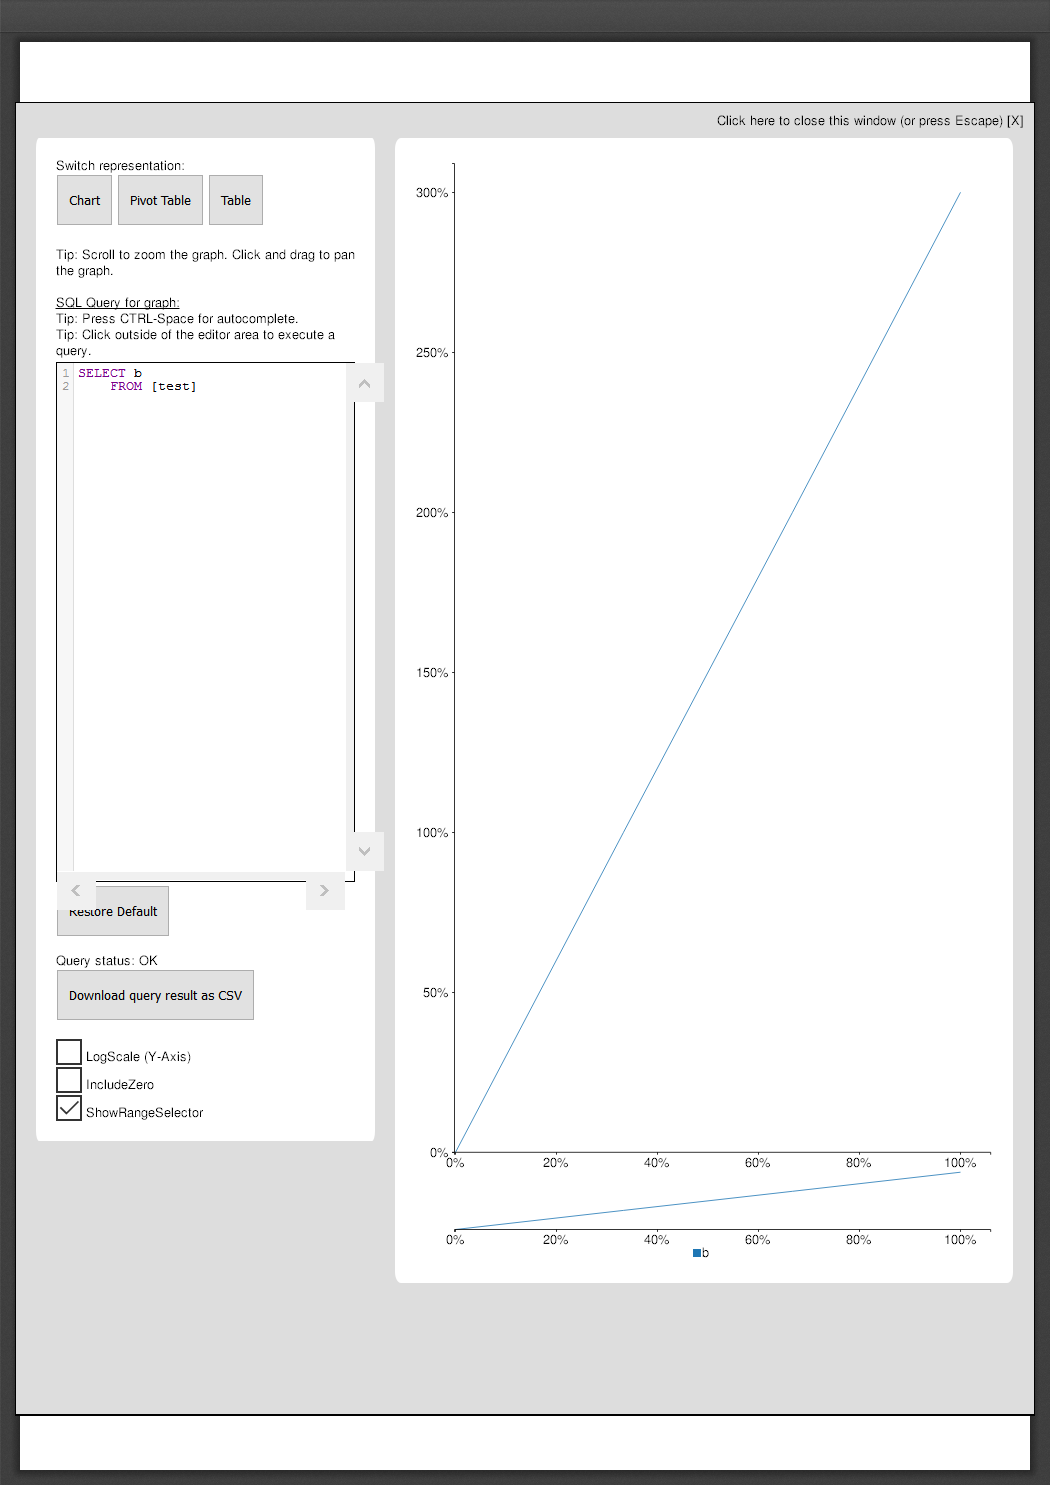 Click here to close this window (or press Escape) [X]
Switch representation:
Chart
Pivot Table
Table
Tip: Scroll to zoom the graph. Click and drag to pan
the graph.
SQL Query for graph:
Tip: Press CTRL-Space for autocomplete.
Tip: Click outside of the editor area to execute a
query.
1 SELECT b
2 FROM [test]
Restore Default
Query status: OK
Download query result as CSV
LogScale (Y-Axis)
IncludeZero
ShowRangeSelector
300%
250%
200%
150%
100%
50%
0%
0% 20% 40% 60% 80% 100%
0% 20% 40% 60% 80% 100%
b